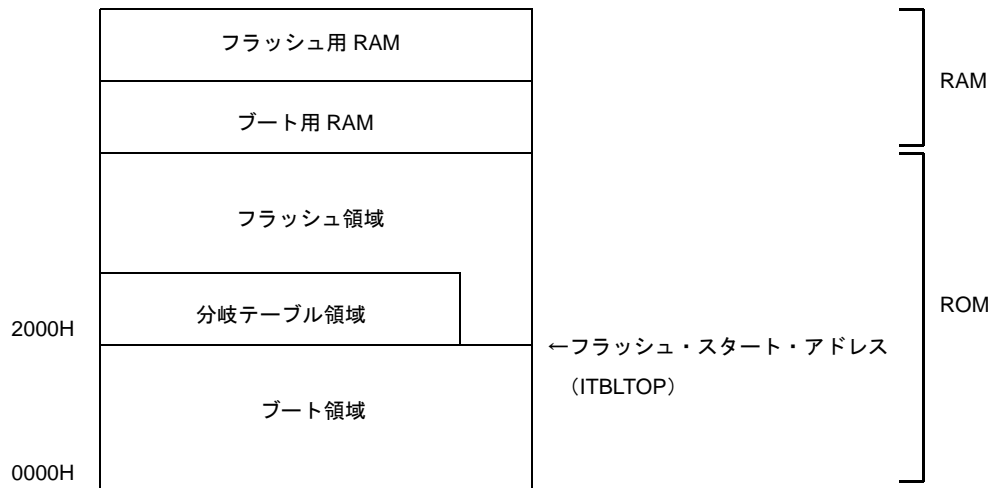 フラッシュ用 RAM
RAM
ブート用 RAM
フラッシュ領域
ROM
分岐テーブル領域
2000H
←フラッシュ・スタート・アドレス
（ITBLTOP）
ブート領域
0000H